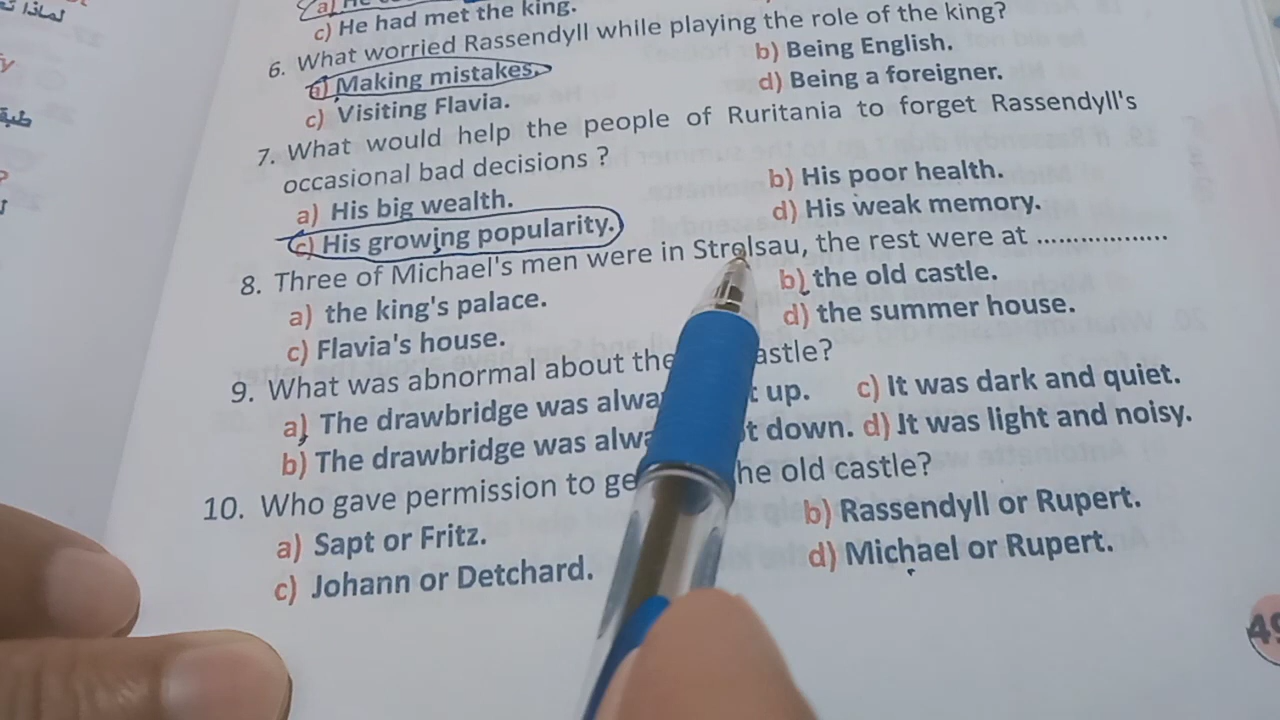 لماذا
a) He
c) He had met the king.
6. What worried Rassendyll while playing the role of the king?
a) Making mistakes. b) Being English.
c) Visiting Flavia. d) Being a foreigner.
7. What would help the people of Ruritania to forget Rassendyll's
occasional bad decisions ?
a) His big wealth. b) His poor health.
c) His growing popularity. d) His weak memory.
8. Three of Michael's men were in Strelsau, the rest were at ..................
a) the king's palace. b) the old castle.
c) Flavia's house. d) the summer house.
9. What was abnormal about the astle?
a) The drawbridge was alwa t up. c) It was dark and quiet.
b) The drawbridge was alwa t down. d) It was light and noisy.
10. Who gave permission to ge he old castle?
a) Sapt or Fritz. b) Rassendyll or Rupert.
c) Johann or Detchard. d) Michael or Rupert.
49